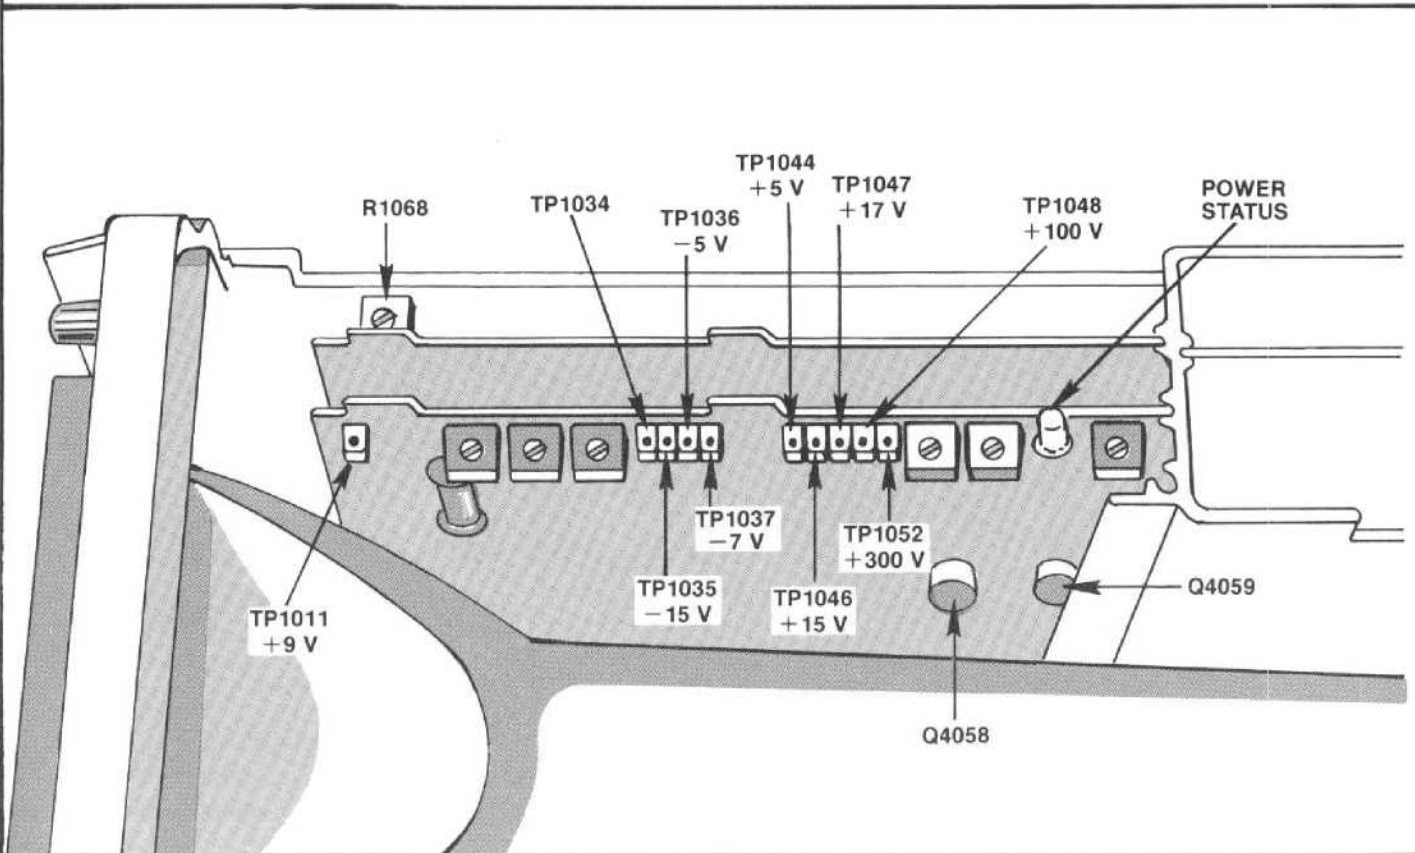 TP1044
+5 V
TP1047
+17 V
R1068
TP1034
TP1036
−5 V
TP1048
+100 V
POWER
STATUS
TP1037
−7 V
TP1052
+300 V
TP1035
−15 V
TP1046
+15 V
Q4059
TP1011
+9 V
Q4058